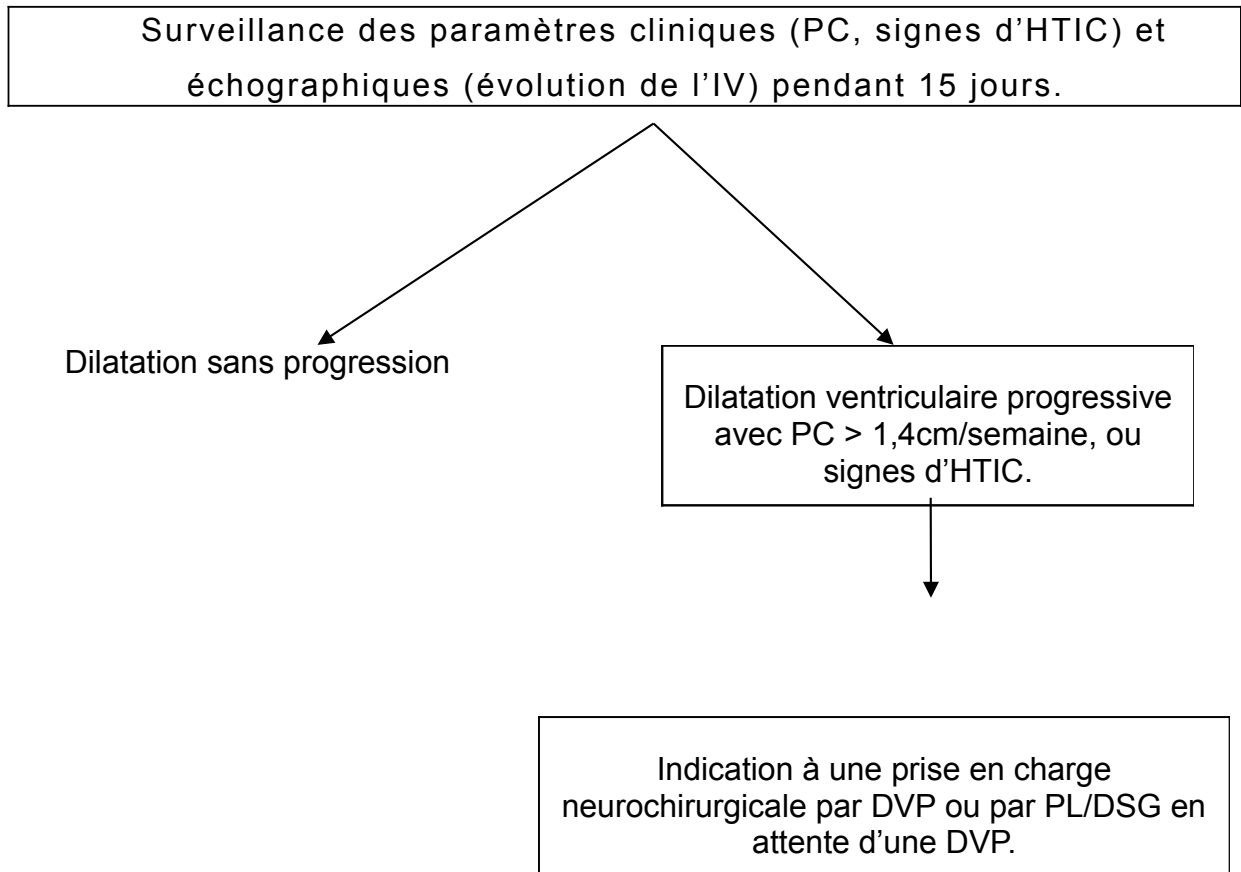 Surveillance des paramètres cliniques (PC, signes d’HTIC) et
échographiques (évolution de l’IV) pendant 15 jours.
Dilatation sans progression
Dilatation ventriculaire progressive
avec PC > 1,4cm/semaine, ou
signes d’HTIC.
Indication à une prise en charge
neurochirurgicale par DVP ou par PL/DSG en
attente d’une DVP.